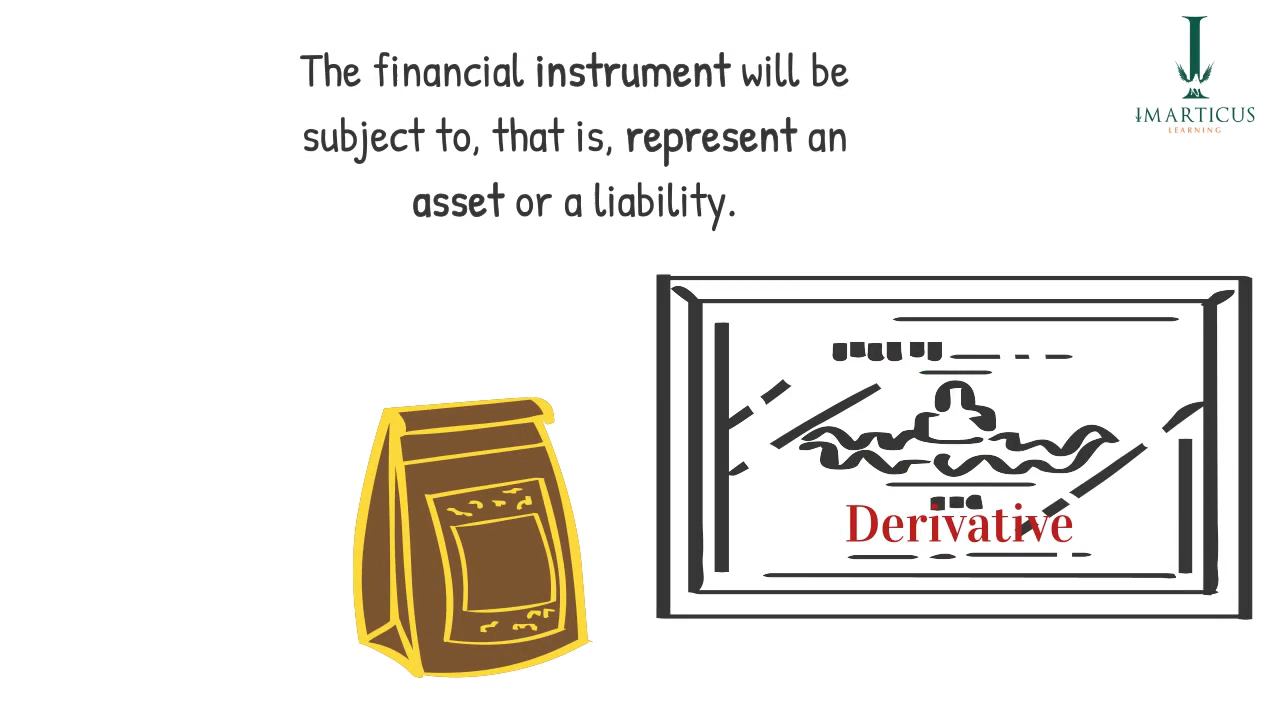 The financial instrument will be
subject to, that is, represent an
asset or a liability.
IMARTICUS
LEARNING
Derivative